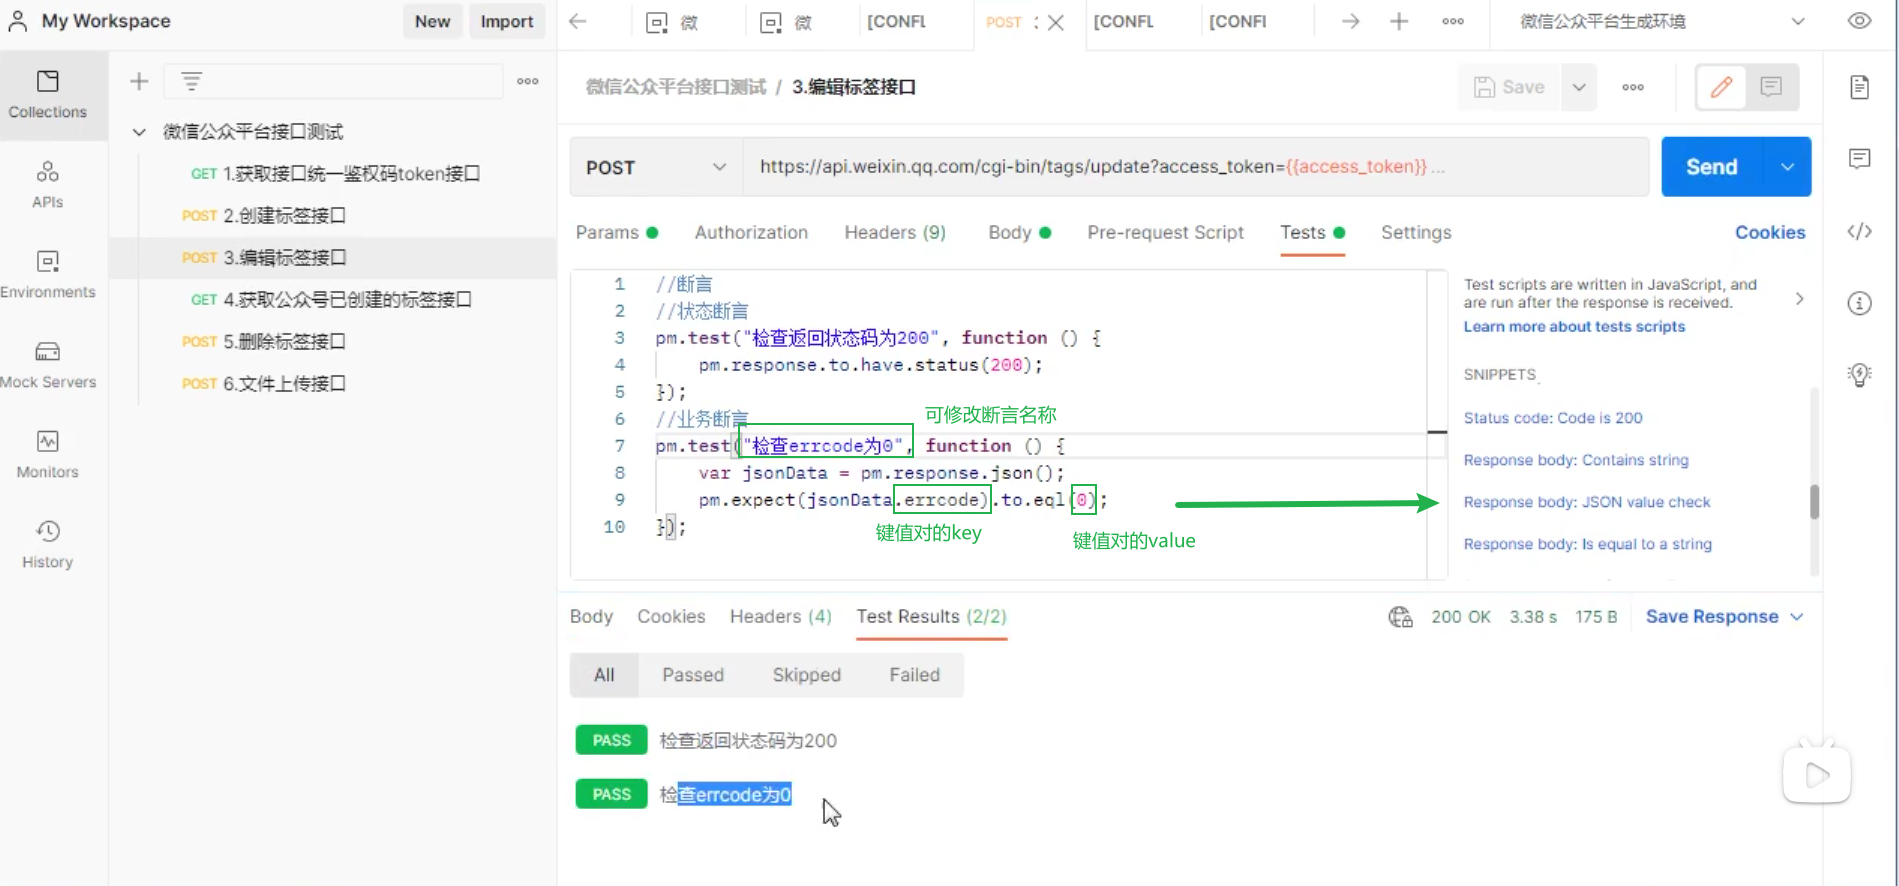 My Workspace
New
Import
微
微
[CONFL
POST
[CONFL
[CONFI
微信公众平台生成环境
Collections
APIs
Environments
Mock Servers
Monitors
History
微信公众平台接口测试
GET 1.获取接口统一鉴权码token接口
POST 2.创建标签接口
POST 3.编辑标签接口
GET 4.获取公众号已创建的标签接口
POST 5.删除标签接口
POST 6.文件上传接口
微信公众平台接口测试 / 3.编辑标签接口
Save
POST
https://api.weixin.qq.com/cgi-bin/tags/update?access_token={{access_token}} ...
Send
Params
Authorization
Headers (9)
Body
Pre-request Script
Tests
Settings
Cookies
1 //断言
2 //状态断言
3 pm.test("检查返回状态码为200", function () {
4 pm.response.to.have.status(200);
5 });
6 //业务断言
可修改断言名称
7 pm.test("检查errcode为0", function () {
8 var jsonData = pm.response.json();
9 pm.expect(jsonData.errcode).to.eql(0);
10 });
键值对的key
键值对的value
Test scripts are written in JavaScript, and
are run after the response is received.
Learn more about tests scripts
SNIPPETS
Status code: Code is 200
Response body: Contains string
Response body: JSON value check
Response body: Is equal to a string
Body
Cookies
Headers (4)
Test Results (2/2)
200 OK
3.38 s
175 B
Save Response
All
Passed
Skipped
Failed
PASS 检查返回状态码为200
PASS 检查errcode为0